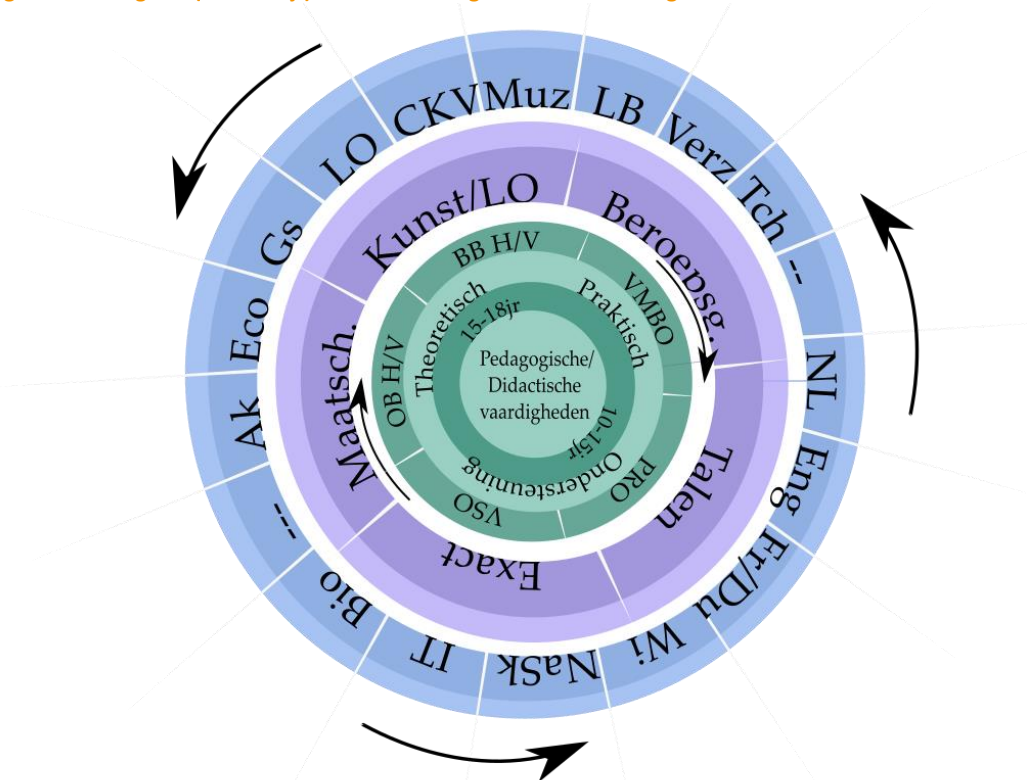 CKV
Muz
LB
Verz
Tch
--
NL
Eng
Fr/Du
Wi
NaSk
IT
Bio
---
Ak
Eco
Gs
LO
Kunst/LO
Beroepsg.
Talen
Exact
Maatsch.
BB H/V
VMBO
PRO
VSO
OB H/V
Theoretisch
Praktisch
Ondersteuning
15-18jr
10-15jr
Pedagogische/
Didactische
vaardigheden